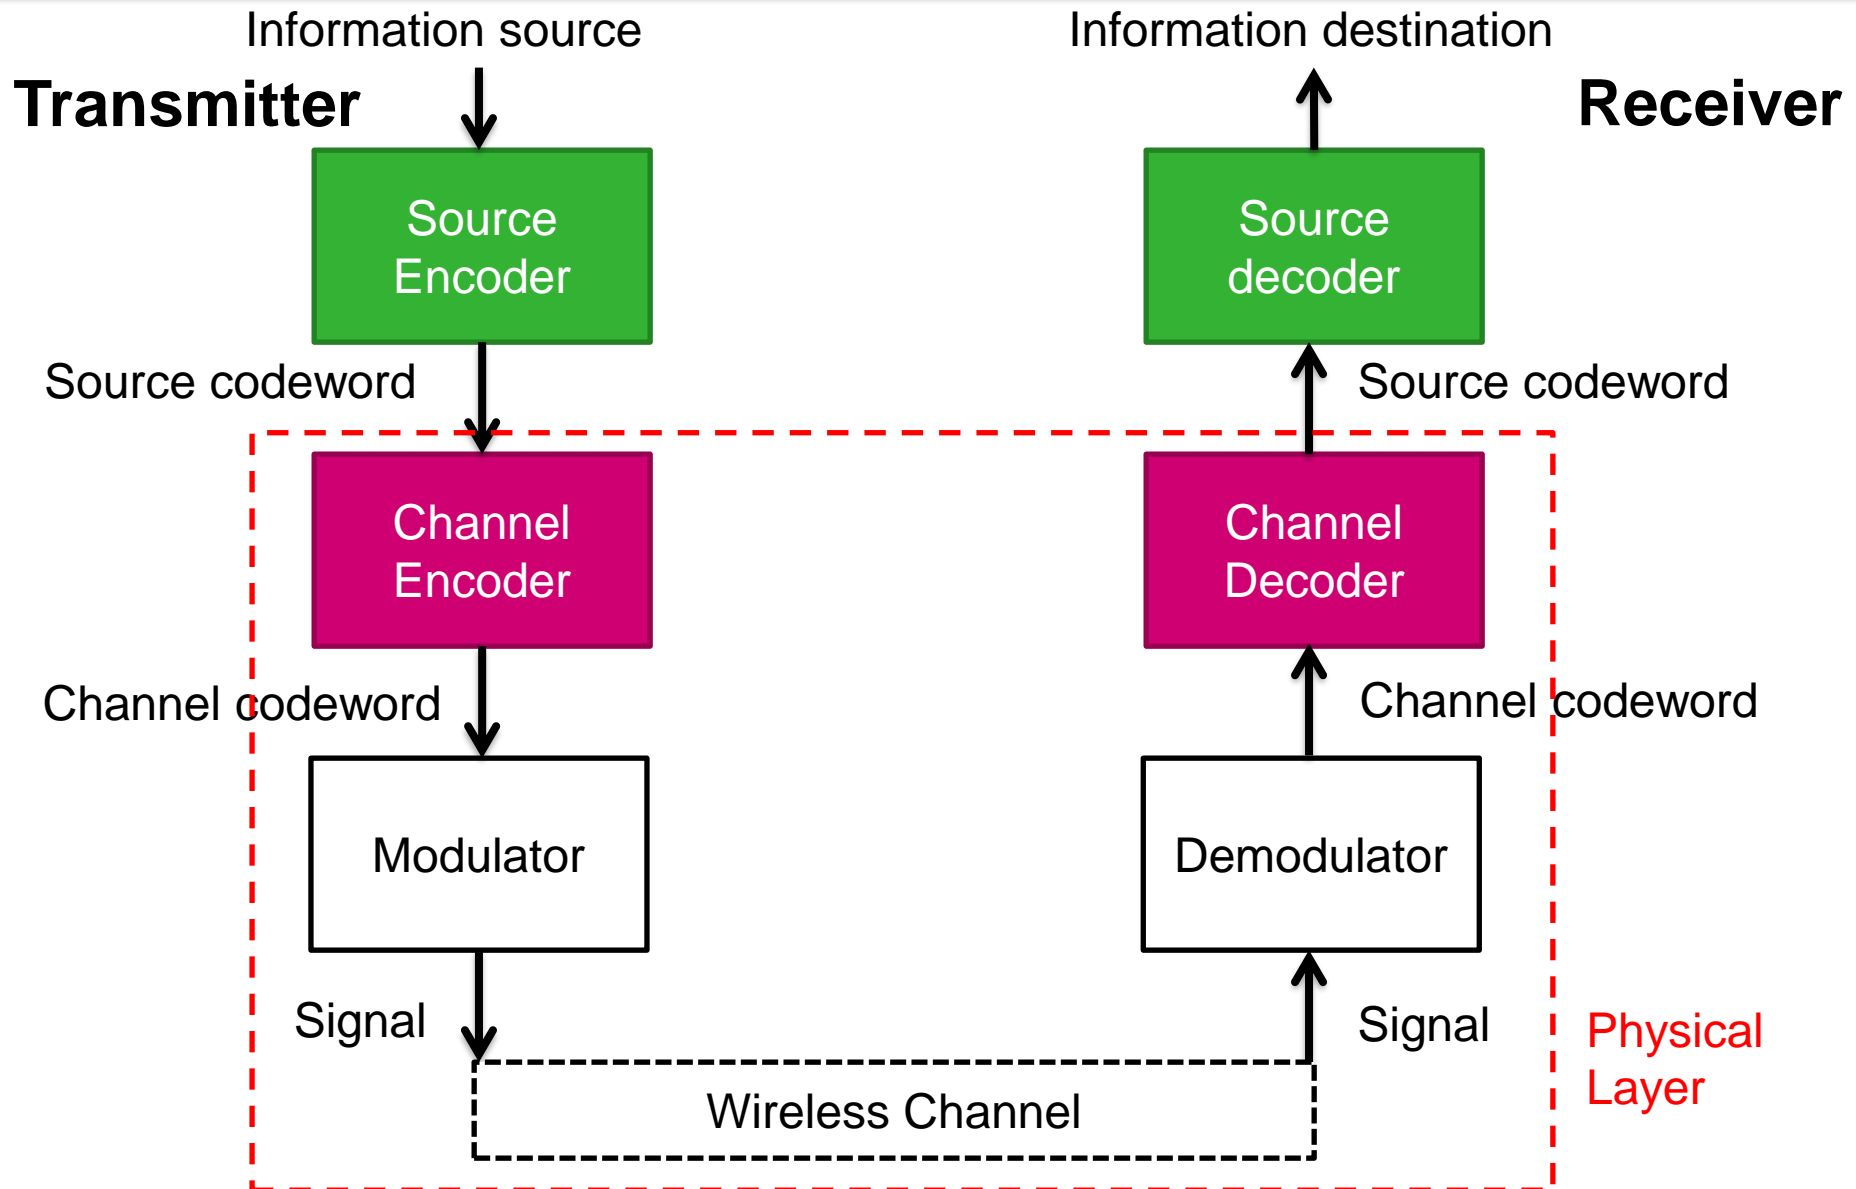 Information source
Information destination
Transmitter
Receiver
Source
Encoder
Source
decoder
Source codeword
Source codeword
Channel
Encoder
Channel
Decoder
Channel codeword
Channel codeword
Modulator
Demodulator
Signal
Signal
Physical
Layer
Wireless Channel